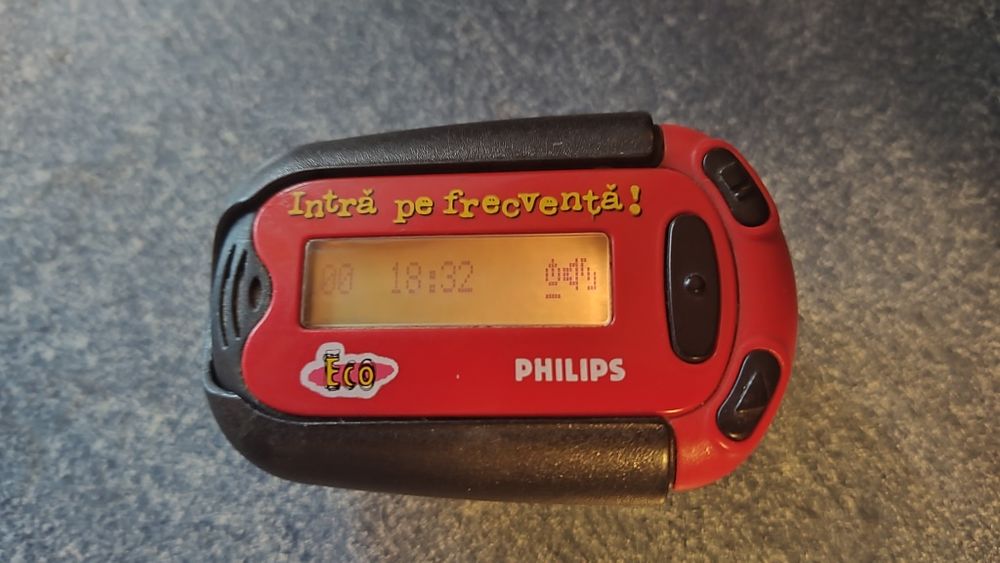 Intră pe frecvență!
00 18:32
Eco
PHILIPS